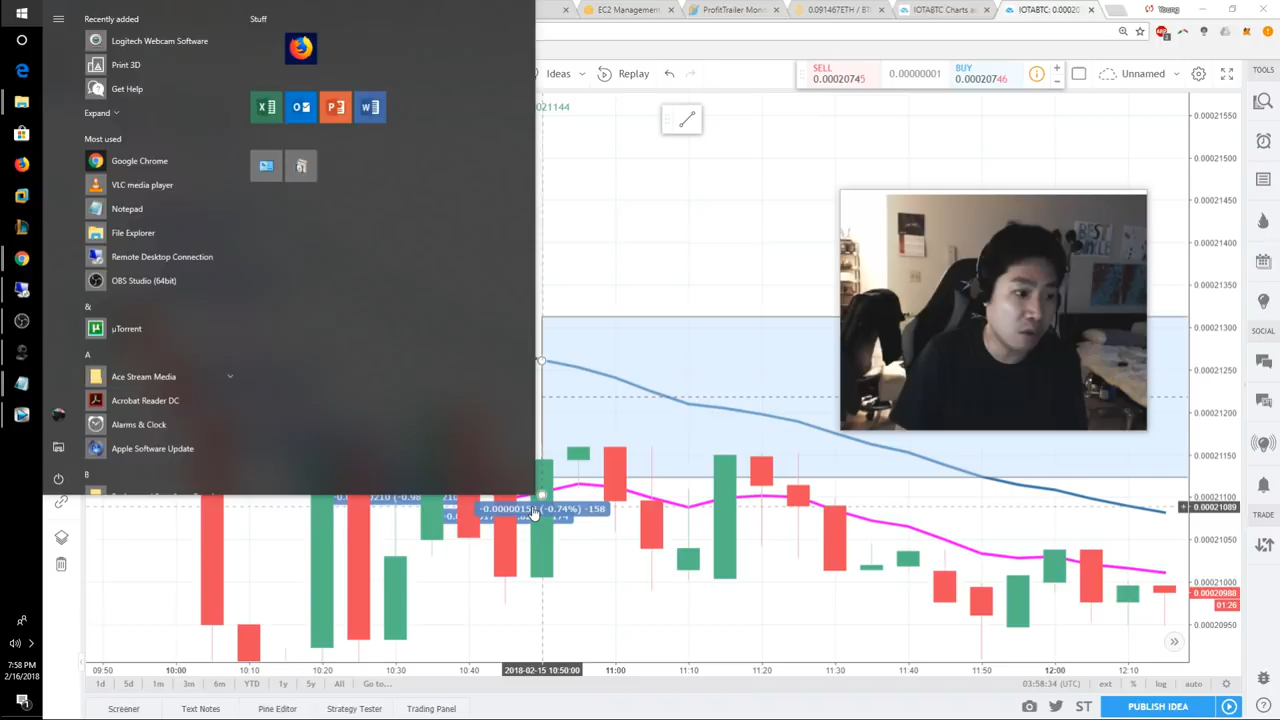 Recently added
Logitech Webcam Software
Print 3D
Get Help
Expand
Most used
Google Chrome
VLC media player
Notepad
File Explorer
Remote Desktop Connection
OBS Studio (64bit)
&
µTorrent
A
Ace Stream Media
Acrobat Reader DC
Alarms & Clock
Apple Software Update
B
Stuff
EC2 Management
ProfitTrailer Mon
0.091467ETH / BT
IOTABTC Charts a
IOTABTC: 0.00020
Young
Ideas
Replay
SELL
0.00020745
0.00000001
BUY
0.00020746
Unnamed
021144
0.00021550
0.00021500
0.00021450
0.00021400
0.00021350
0.00021300
0.00021250
0.00021200
0.00021150
0.00021100
0.00021089
0.00021050
0.00021000
0.00020988
01:26
0.00020950
TOOLS
SOCIAL
TRADE
(-0.74%) -158
09:50
10:00
10:10
10:20
10:30
10:40
2018-02-15 10:50:00
11:00
11:10
11:20
11:30
11:40
11:50
12:00
12:10
1d
5d
1m
3m
6m
YTD
1y
5y
All
Go to...
03:58:34 (UTC)
ext
%
log
auto
Screener
Text Notes
Pine Editor
Strategy Tester
Trading Panel
ST
PUBLISH IDEA
7:58 PM
2/16/2018